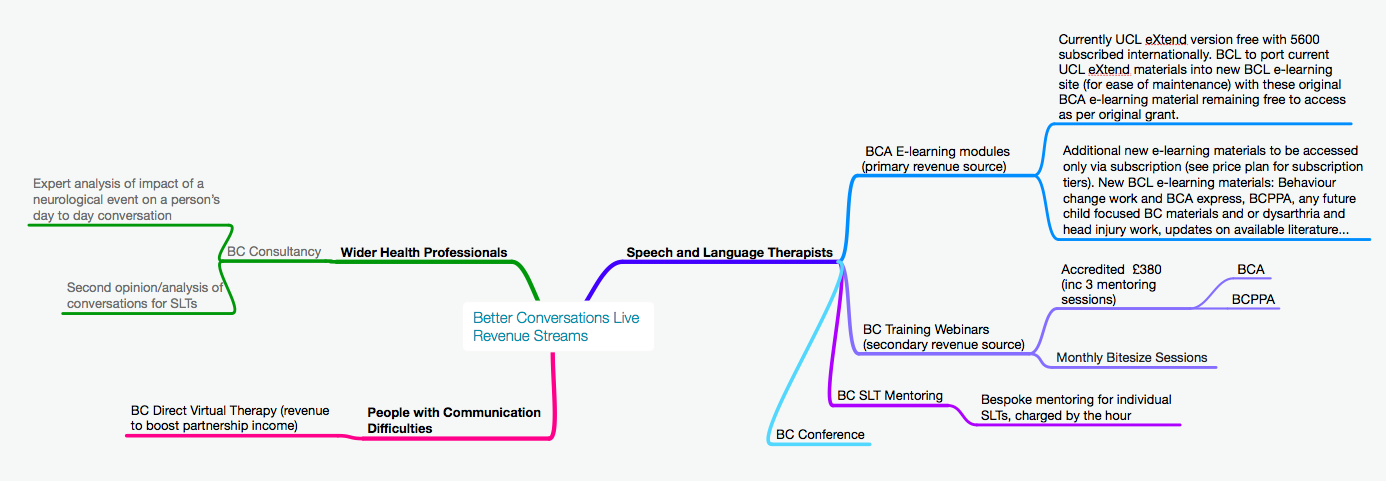 Currently UCL eXtend version free with 5600
subscribed internationally. BCL to port current
UCL eXtend materials into new BCL e-learning
site (for ease of maintenance) with these original
BCA e-learning material remaining free to access
as per original grant.
BCA E-learning modules
(primary revenue source)
Additional new e-learning materials to be accessed
only via subscription (see price plan for subscription
tiers). New BCL e-learning materials: Behaviour
change work and BCA express, BCPPA, any future
child focused BC materials and or dysarthria and
head injury work, updates on available literature...
Expert analysis of impact of a
neurological event on a person's
day to day conversation
BC Consultancy
Wider Health Professionals
Speech and Language Therapists
Second opinion/analysis of
conversations for SLTs
Accredited £380
(inc 3 mentoring
sessions)
BCA
BCPPA
Better Conversations Live
Revenue Streams
BC Training Webinars
(secondary revenue source)
Monthly Bitesize Sessions
BC SLT Mentoring
Bespoke mentoring for individual
SLTs, charged by the hour
BC Direct Virtual Therapy (revenue
to boost partnership income)
People with Communication
Difficulties
BC Conference